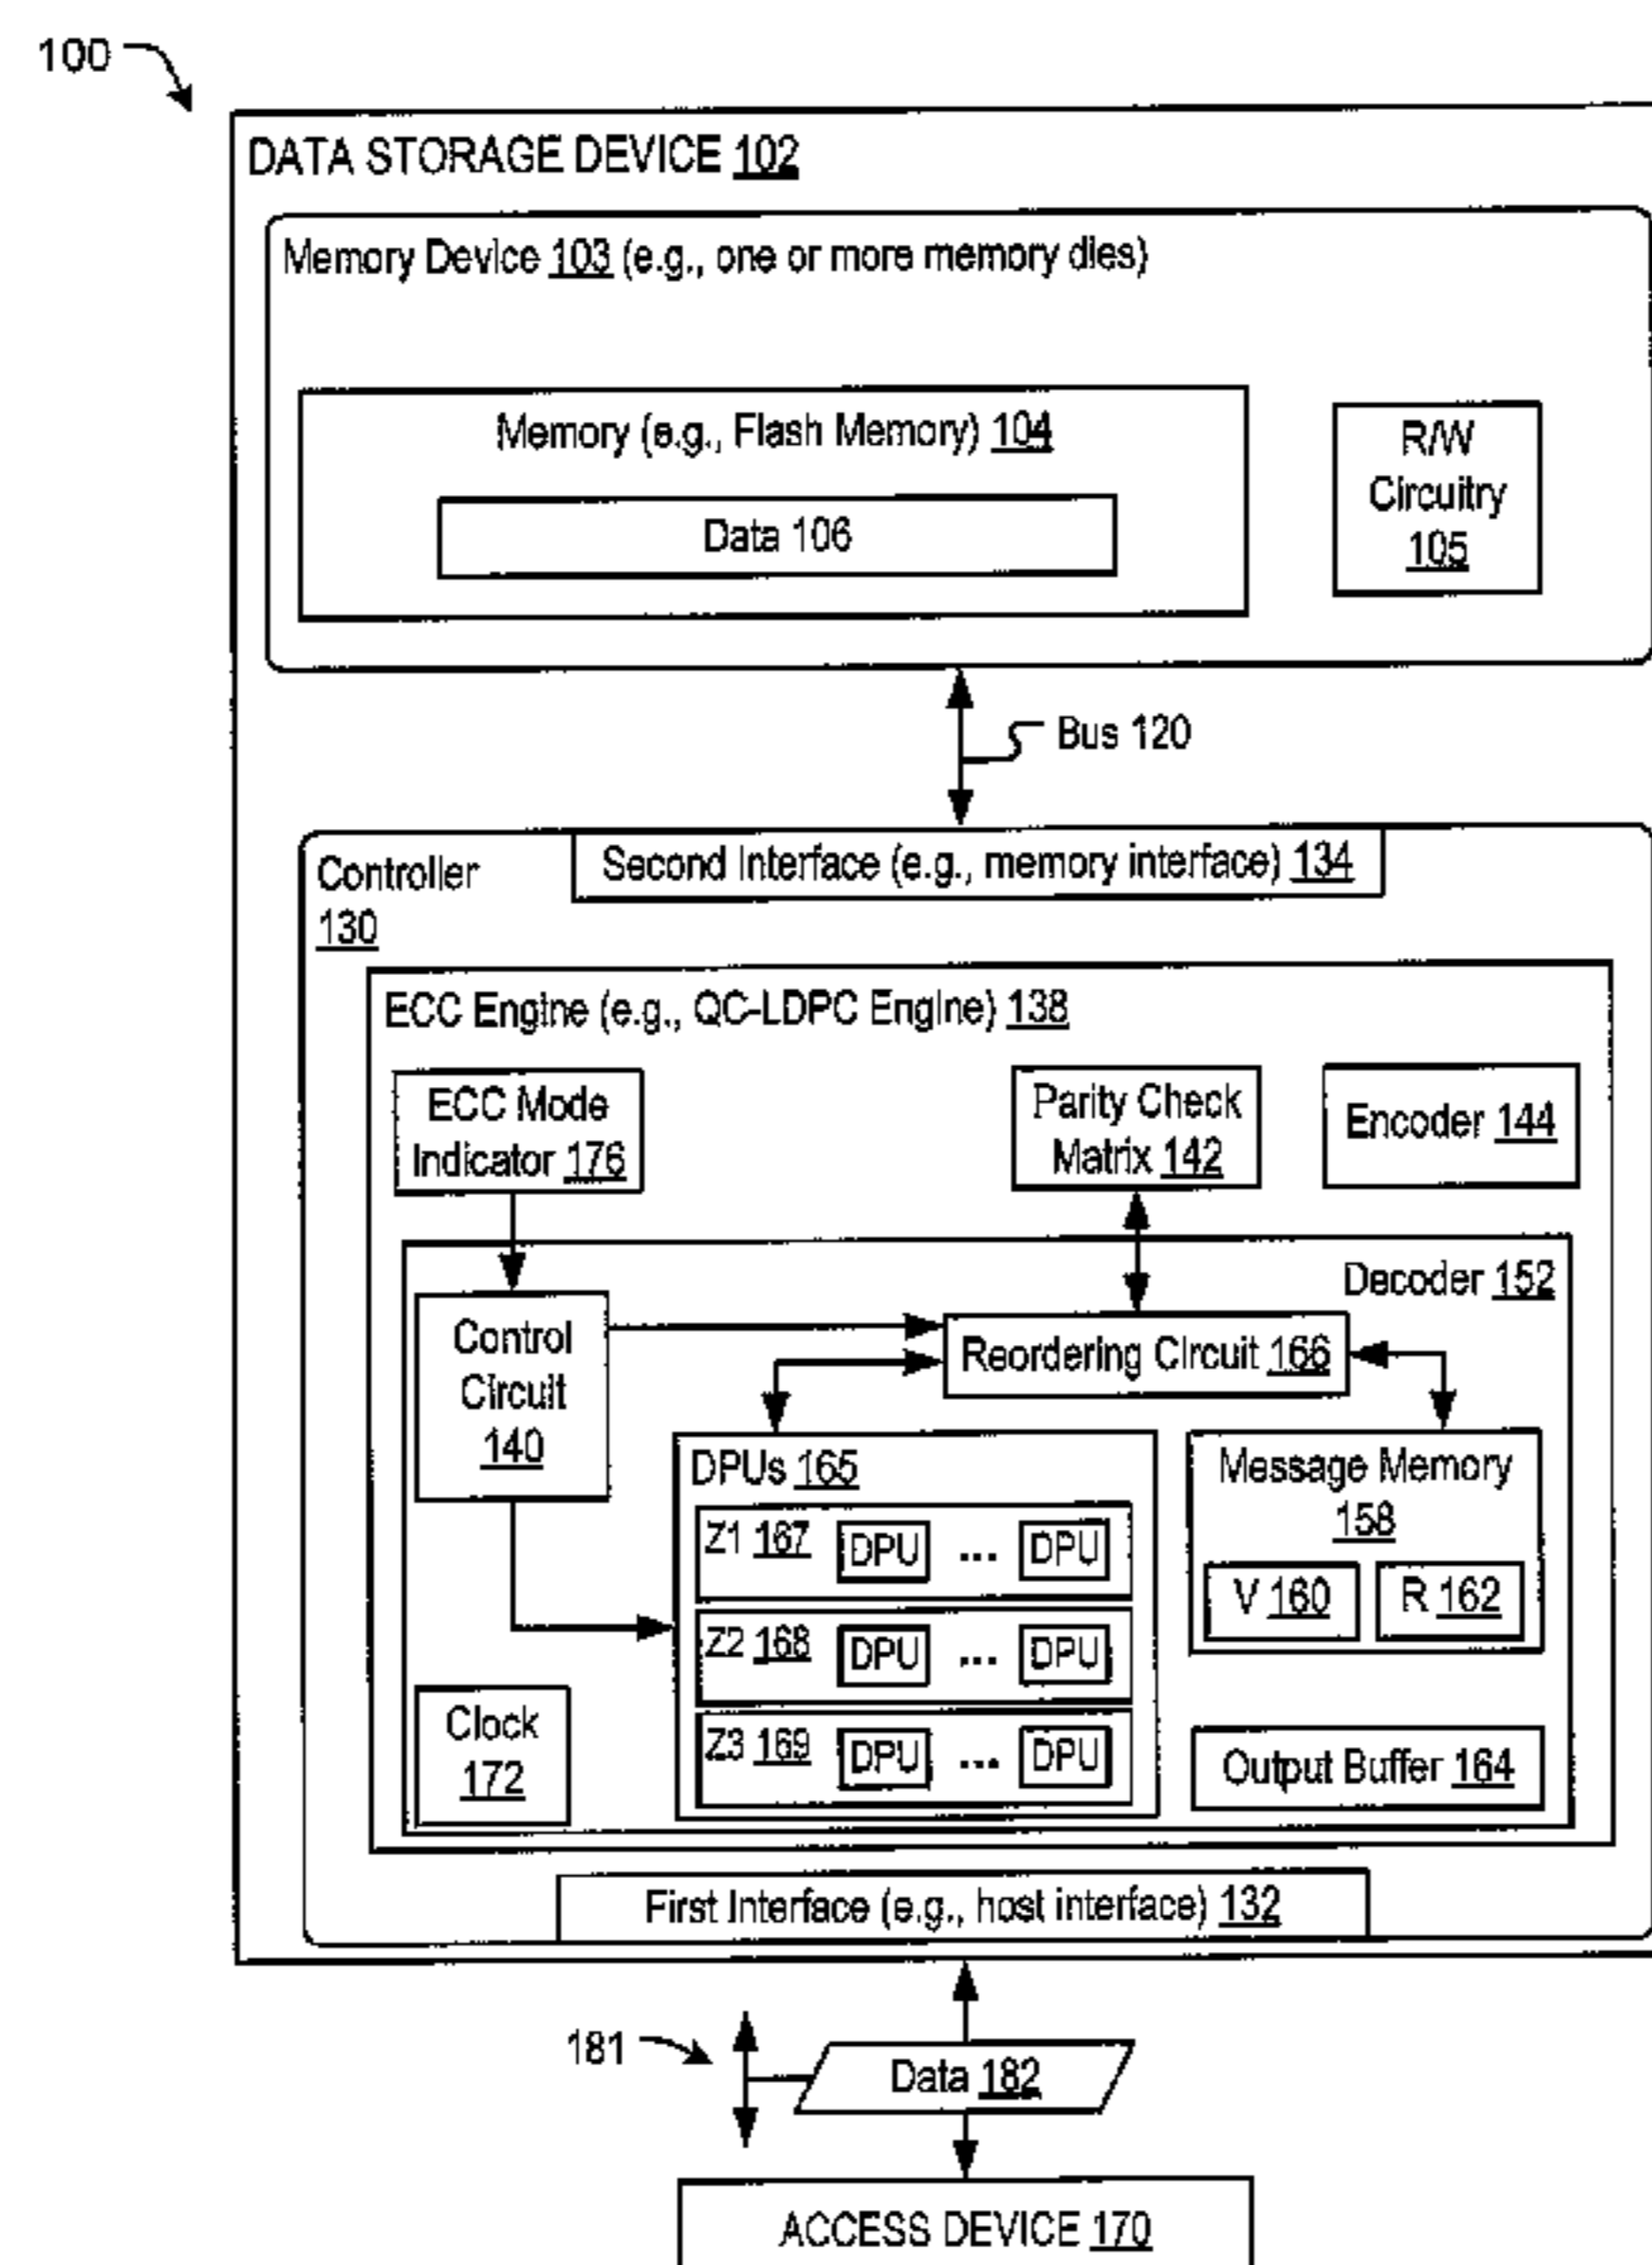 100
DATA STORAGE DEVICE 102
Memory Device 103 (e.g., one or more memory dies)
Memory (e.g., Flash Memory) 104
Data 106
R/W
Circuitry
105
Bus 120
Controller
130
Second Interface (e.g., memory interface) 134
ECC Engine (e.g., QC-LDPC Engine) 138
ECC Mode
Indicator 176
Parity Check
Matrix 142
Encoder 144
Decoder 152
Control
Circuit
140
Reordering Circuit 166
DPUs 165
Z1 167 DPU ... DPU
Z2 168 DPU ... DPU
Z3 169 DPU ... DPU
Message Memory
158
V 160
R 162
Clock
172
Output Buffer 164
First Interface (e.g., host interface) 132
181
Data 182
ACCESS DEVICE 170